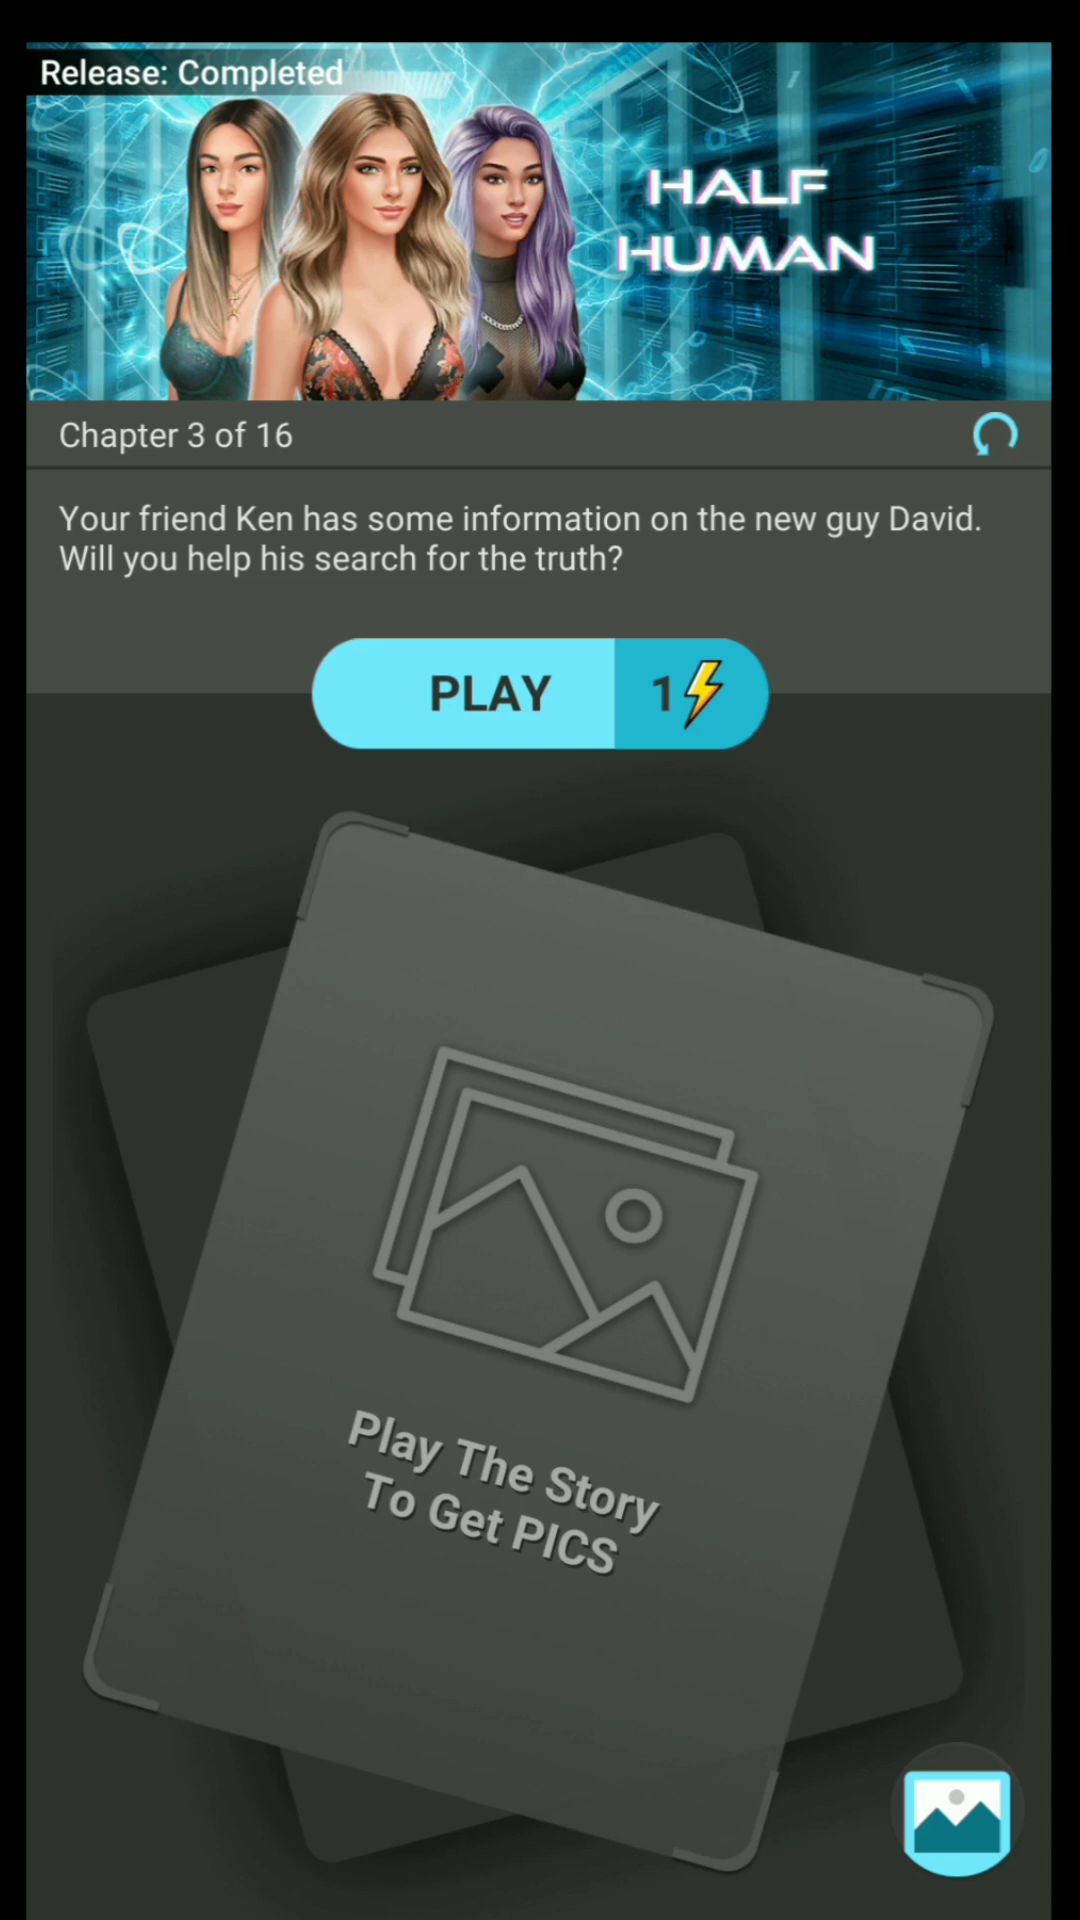 Release: Completed
HALF
HUMAN
Chapter 3 of 16
Your friend Ken has some information on the new guy David.
Will you help his search for the truth?
PLAY 1
Play The Story
To Get PICS